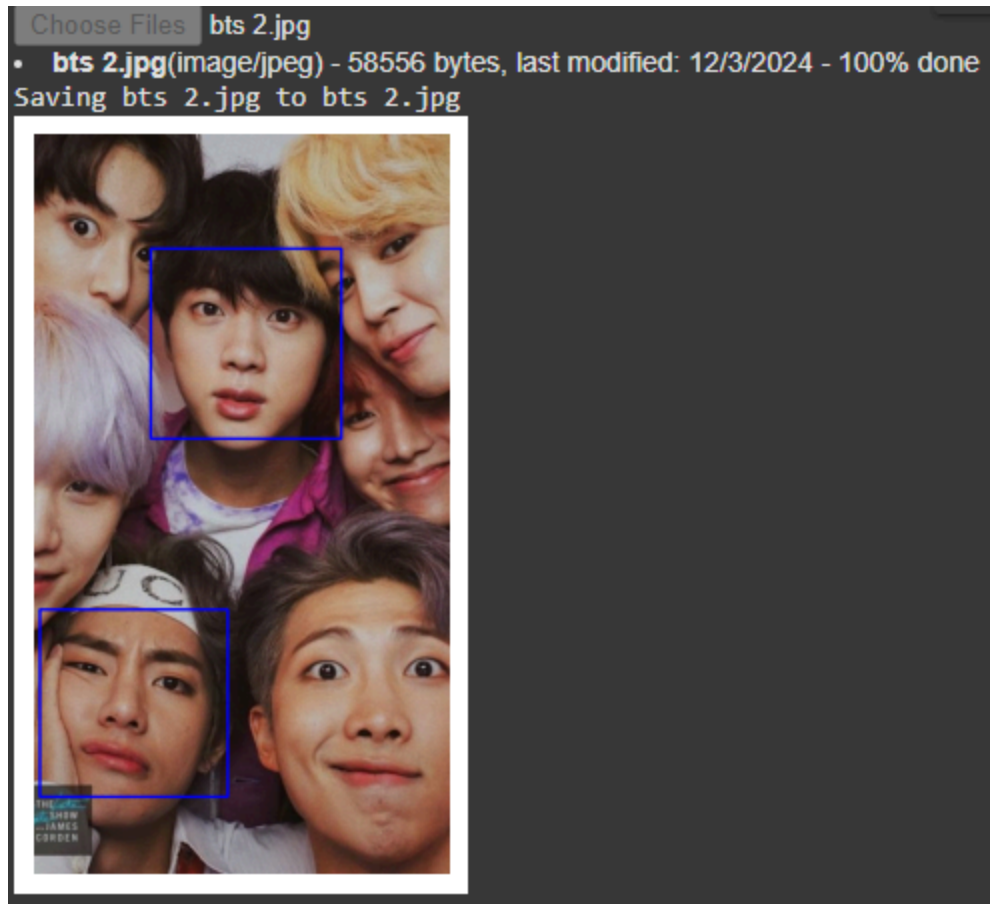 Choose Files bts 2.jpg
• bts 2.jpg(image/jpeg) - 58556 bytes, last modified: 12/3/2024 - 100% done
Saving bts 2.jpg to bts 2.jpg
JC
THE
SHOW
JAMES
CORDEN